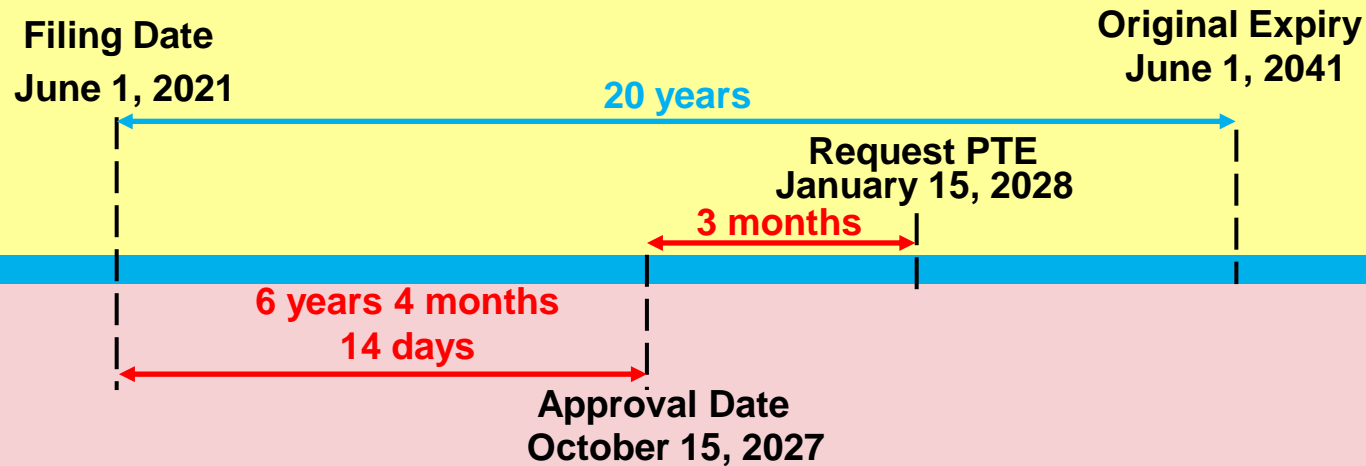 Filing Date
June 1, 2021
Original Expiry
June 1, 2041
20 years
Request PTE
January 15, 2028
3 months
6 years 4 months
14 days
Approval Date
October 15, 2027